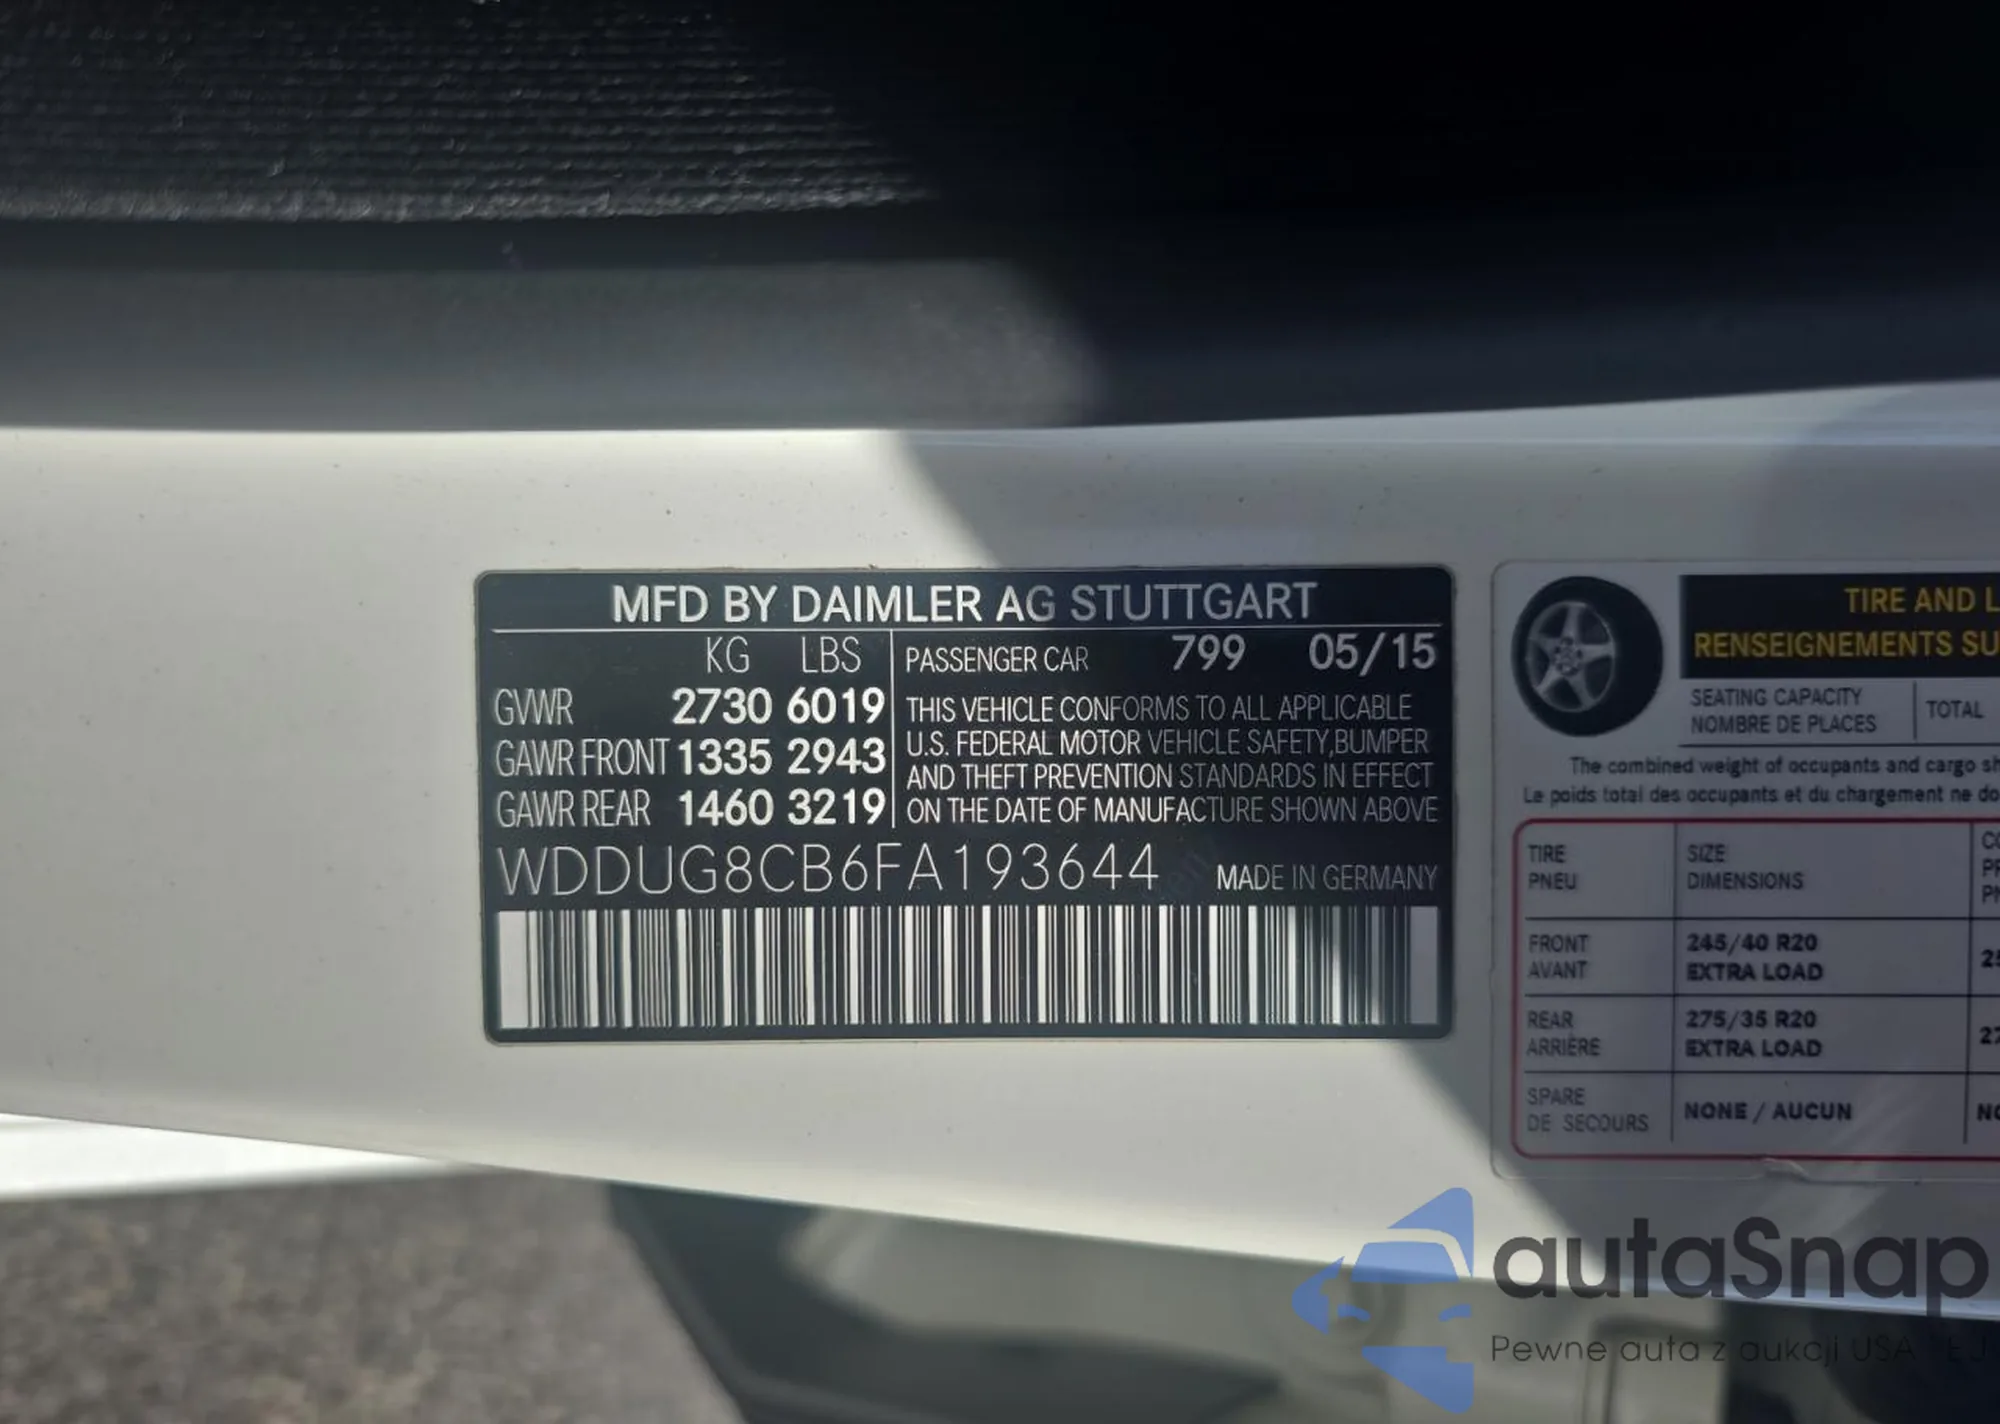 MFD BY DAIMLER AG STUTTGART
KG LBS
GVWR 2730 6019
GAWR FRONT 1335 2943
GAWR REAR 1460 3219
PASSENGER CAR 799 05/15
THIS VEHICLE CONFORMS TO ALL APPLICABLE
U.S. FEDERAL MOTOR VEHICLE SAFETY,BUMPER
AND THEFT PREVENTION STANDARDS IN EFFECT
ON THE DATE OF MANUFACTURE SHOWN ABOVE
WDDUG8CB6FA193644 MADE IN GERMANY
TIRE AND L
RENSEIGNEMENTS SU
SEATING CAPACITY
NOMBRE DE PLACES
TOTAL
The combined weight of occupants and cargo sh
Le poids total des occupants et du chargement ne do
TIRE
PNEU
SIZE
DIMENSIONS
FRONT
AVANT
245/40 R20
EXTRA LOAD
REAR
ARRIÈRE
275/35 R20
EXTRA LOAD
27
SPARE
DE SECOURS
NONE / AUCUN
autaSnap
Pewne auta z aukcji USA